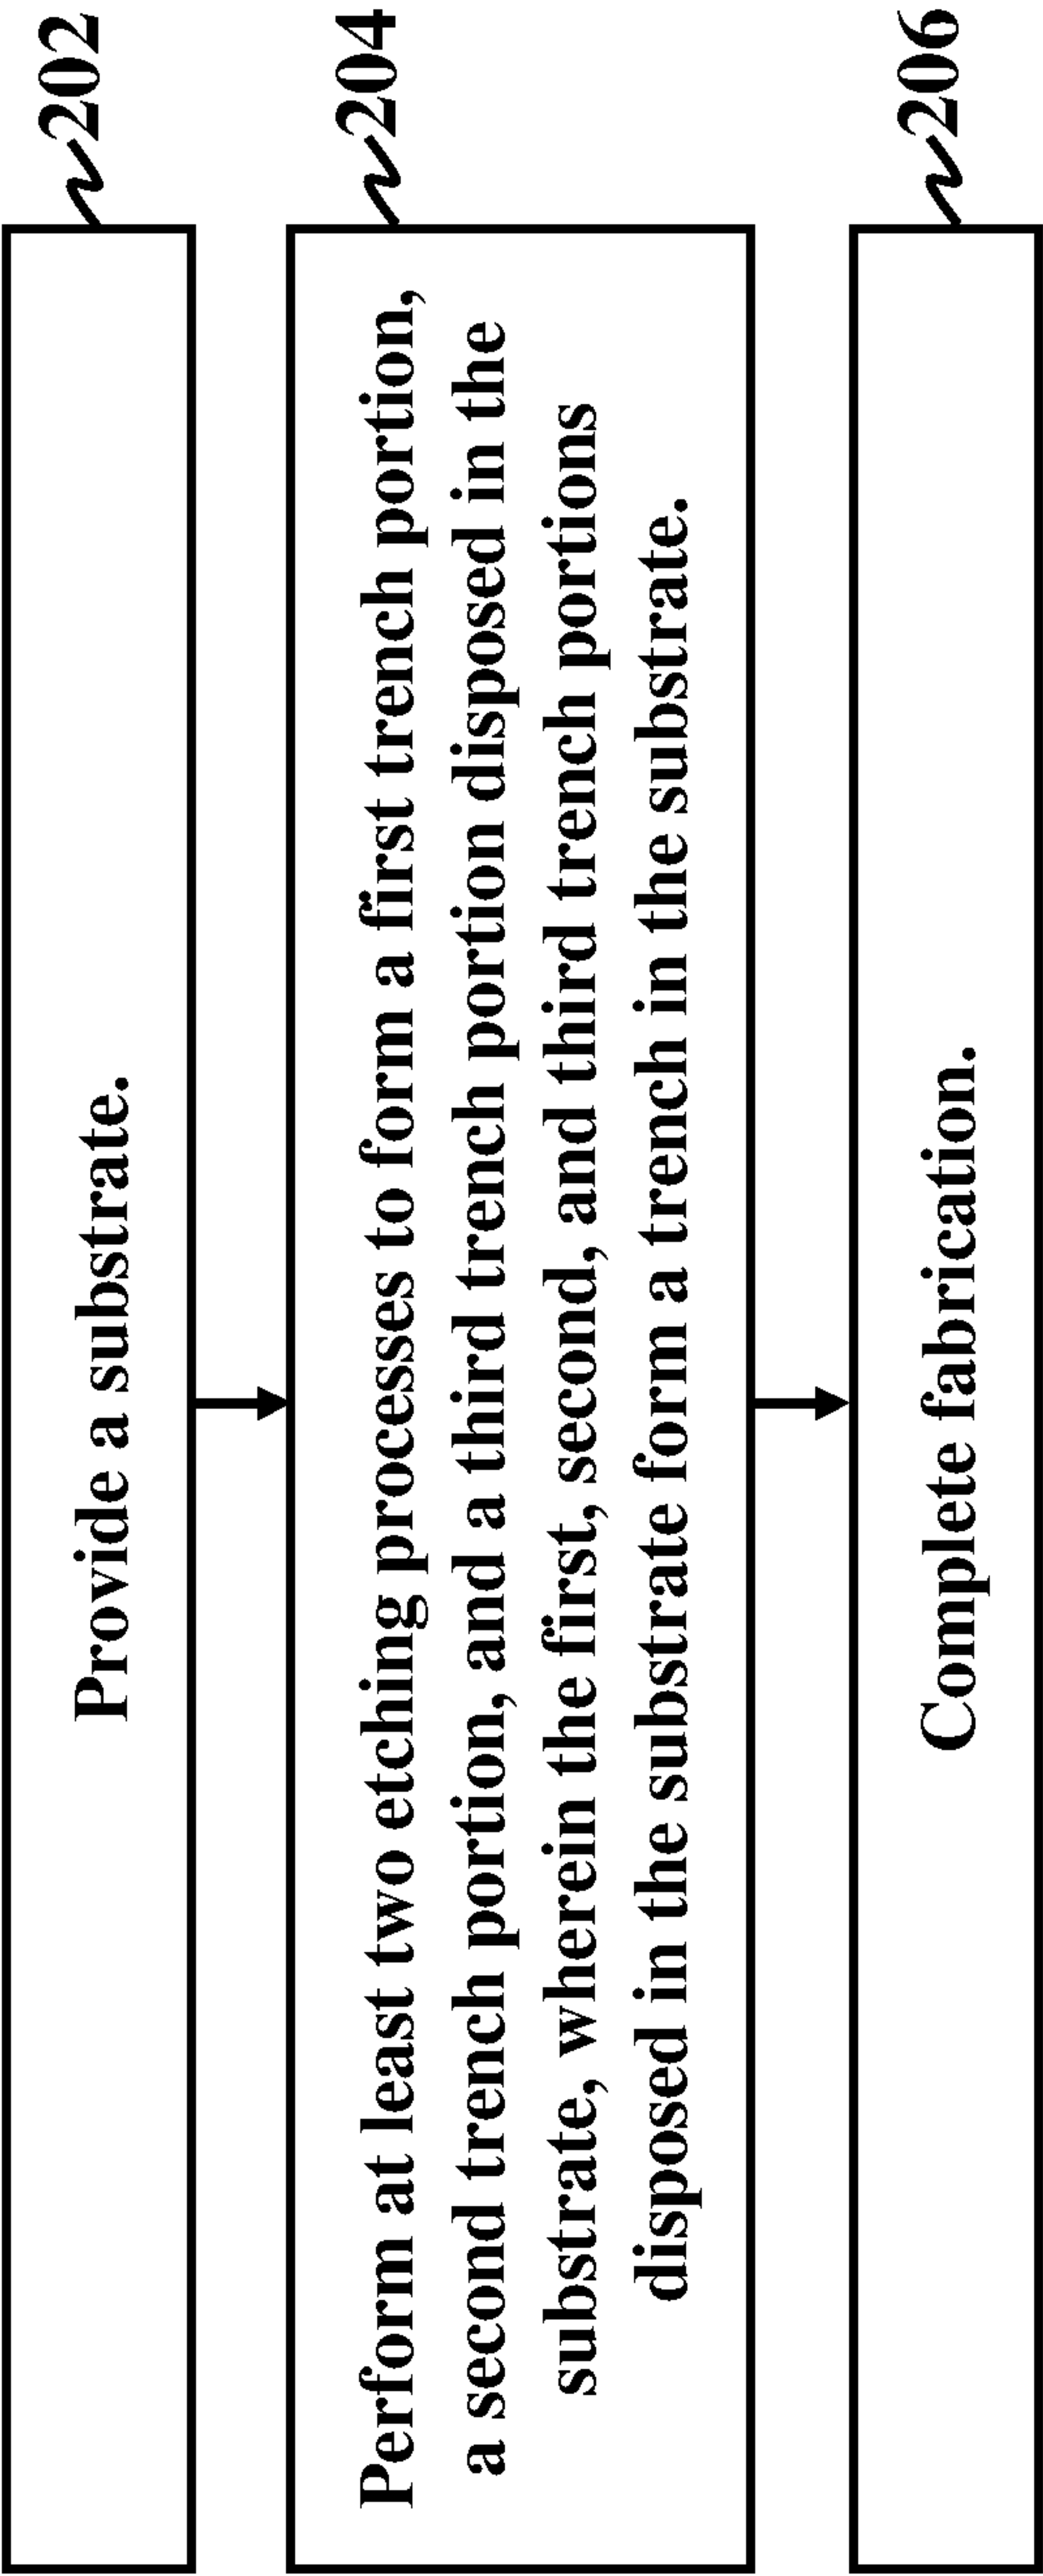 Provide a substrate.
202
Perform at least two etching processes to form a first trench portion,
a second trench portion, and a third trench portion disposed in the
substrate, wherein the first, second, and third trench portions
disposed in the substrate form a trench in the substrate.
204
Complete fabrication.
206